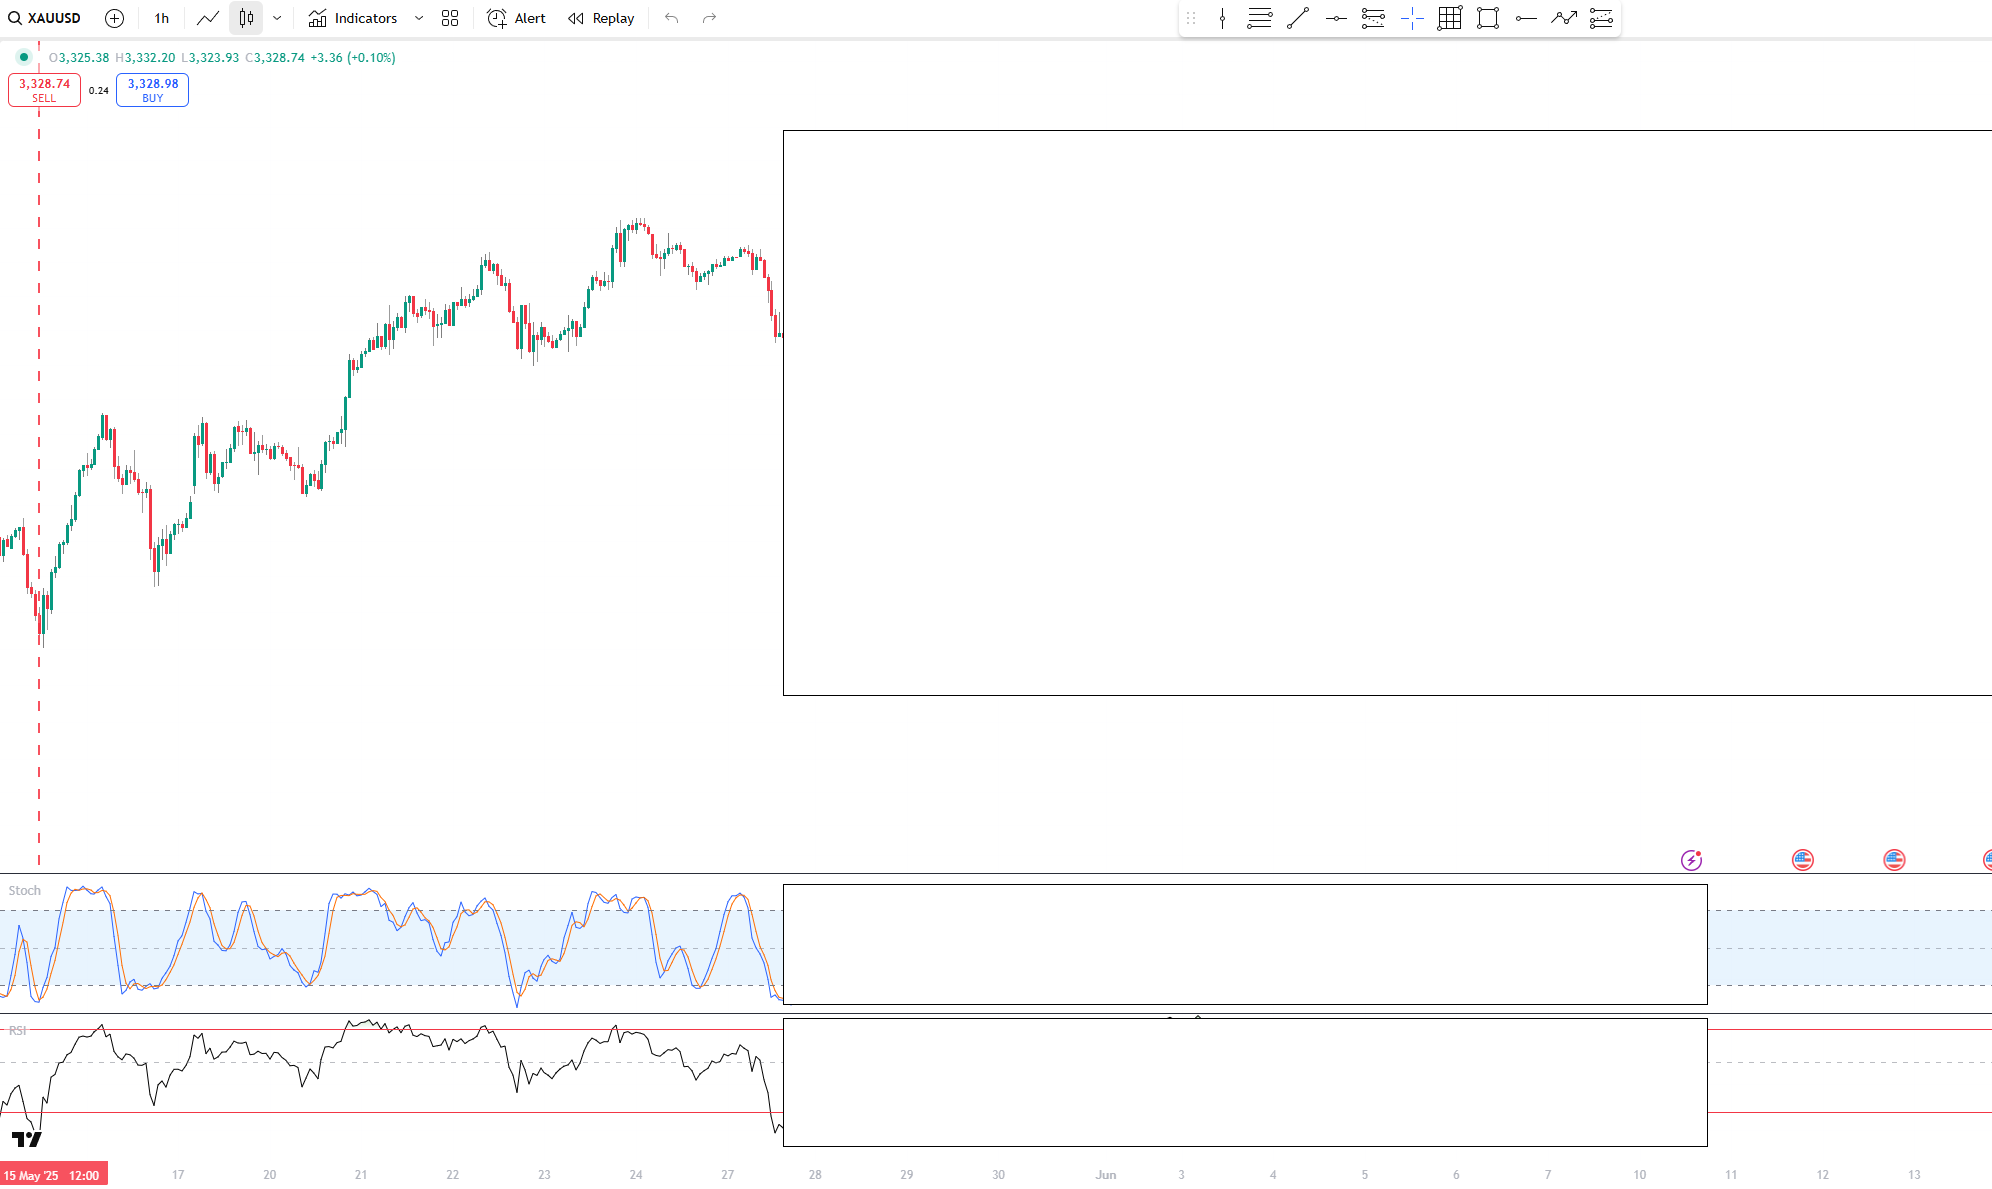 XAUUSD 1h Indicators Alert Replay
O3,325.38 H3,332.20 L3,323.93 C3,328.74 +3.36 (+0.10%)
3,328.74 0.24 3,328.98
SELL BUY
Stoch
RSI
15 May '25 12:00 17 20 21 22 23 24 27 28 29 30 Jun 3 4 5 6 7 10 11 12 13